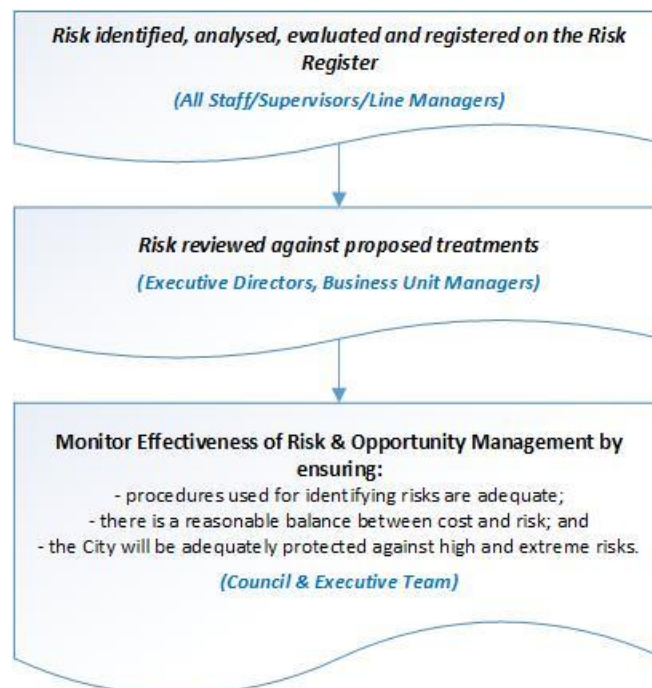 Risk identified, analysed, evaluated and registered on the Risk
Register
(All Staff/Supervisors/Line Managers)
Risk reviewed against proposed treatments
(Executive Directors, Business Unit Managers)
Monitor Effectiveness of Risk & Opportunity Management by
ensuring:
- procedures used for identifying risks are adequate;
- there is a reasonable balance between cost and risk; and
- the City will be adequately protected against high and extreme risks.
(Council & Executive Team)